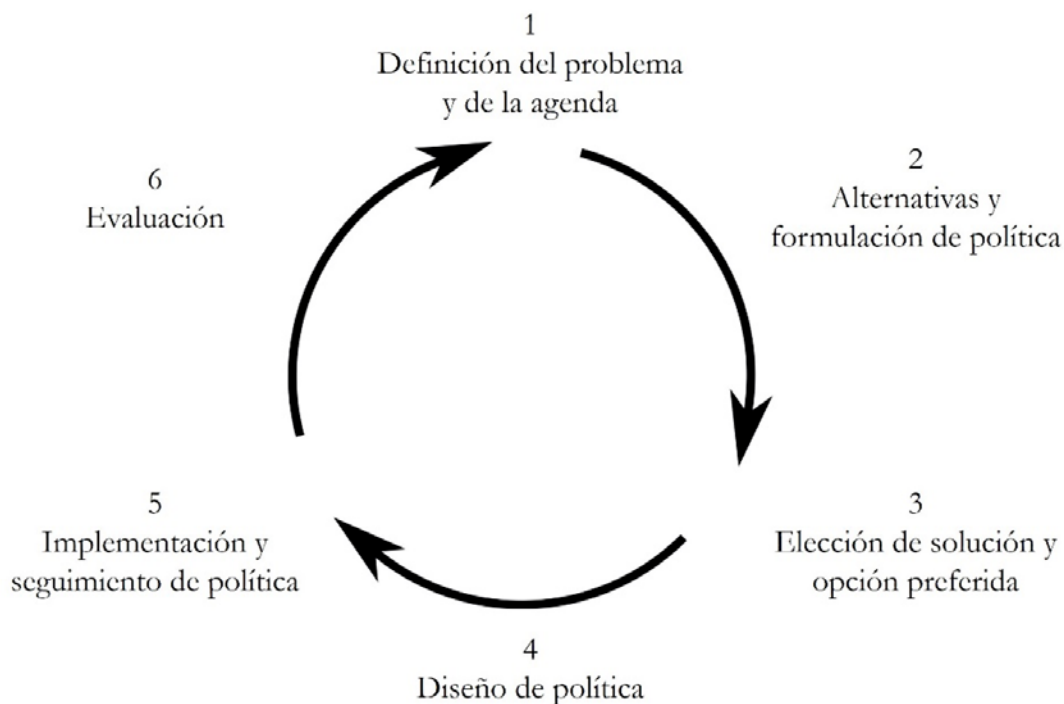 1
Definición del problema
y de la agenda
2
Alternativas y
formulación de política
3
Elección de solución y
opción preferida
4
Diseño de política
5
Implementación y
seguimiento de política
6
Evaluación